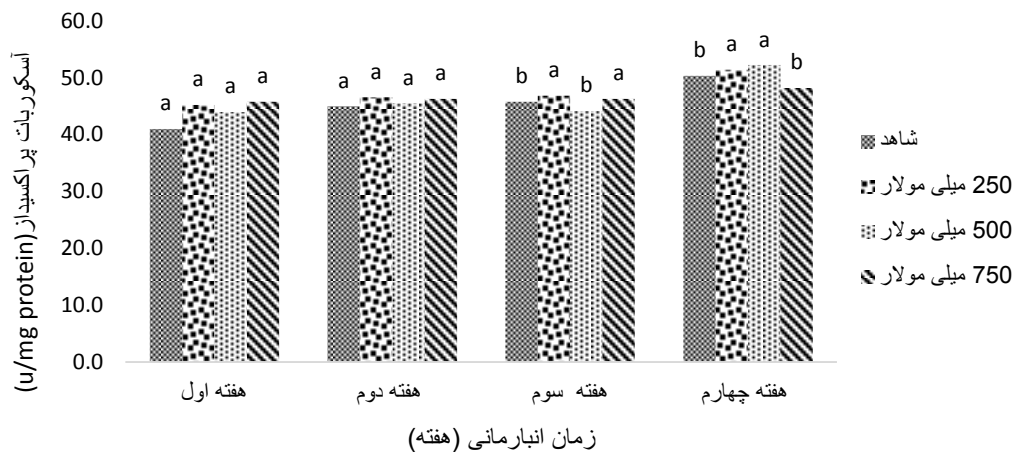 آسکوربات پراکسیداز (u/mg protein)
60.0
50.0
40.0
30.0
20.0
10.0
0.0
a a a a
a a a a
b a b a
b a a b
هفته اول
هفته دوم
هفته سوم
هفته چهارم
زمان انبارمانی (هفته)
شاهد
250 میلی مولار
500 میلی مولار
750 میلی مولار